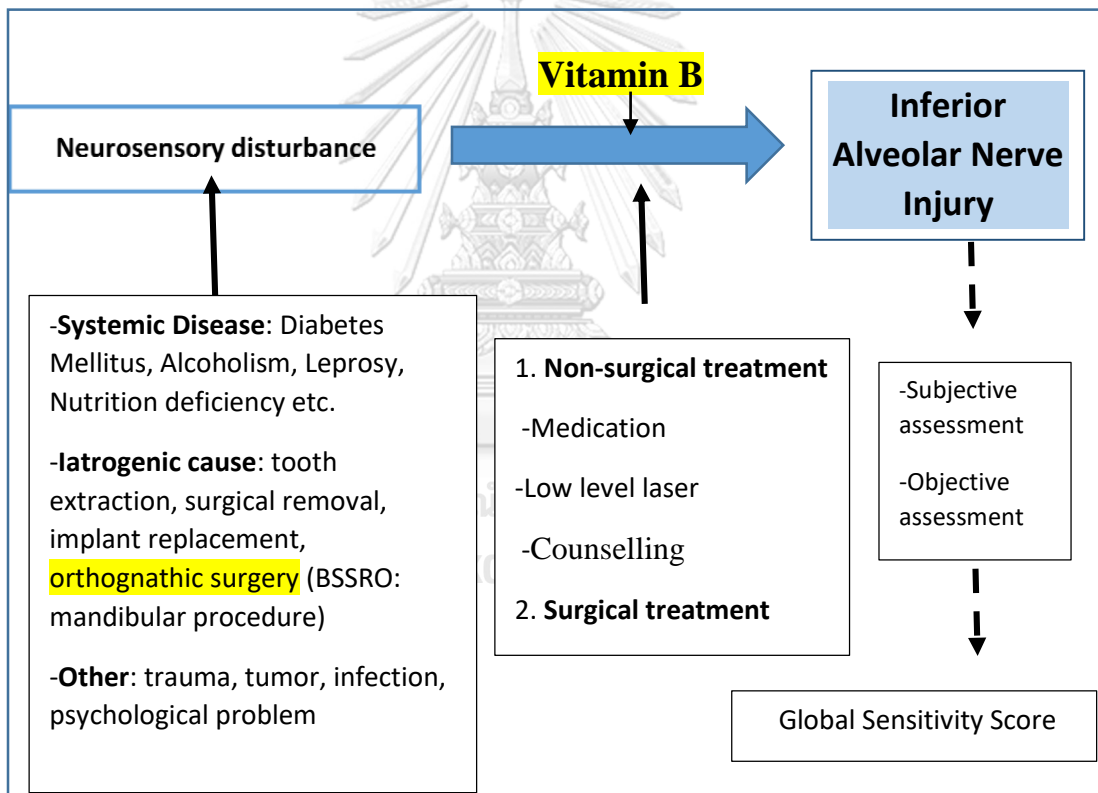 Vitamin B
Neurosensory disturbance
Inferior
Alveolar Nerve
Injury
-Systemic Disease: Diabetes
Mellitus, Alcoholism, Leprosy,
Nutrition deficiency etc.
-Iatrogenic cause: tooth
extraction, surgical removal,
implant replacement,
orthognathic surgery (BSSRO:
mandibular procedure)
-Other: trauma, tumor, infection,
psychological problem
1. Non-surgical treatment
-Medication
-Low level laser
-Counselling
2. Surgical treatment
-Subjective
assessment
-Objective
assessment
Global Sensitivity Score